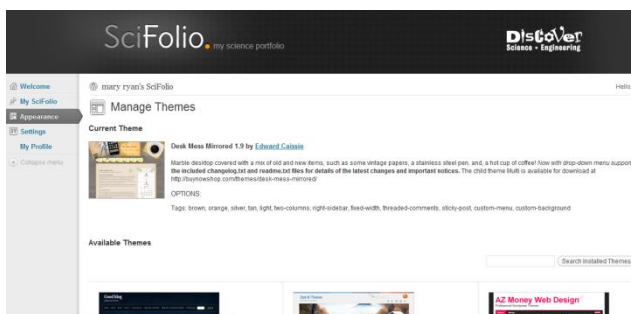 SciFolio. my science portfolio
DiscoVer
Science + Engineering
Welcome
My SciFolio
Appearance
Settings
My Profile
Collapse menu
mary ryan's SciFolio
Hello
Manage Themes
Current Theme
Desk Mess Mirrored 1.9 by Edward Caissie
Marble desktop covered with a mix of old and new items, such as some vintage papers, a stainless steel pen, and, a hot cup of coffee! Now with drop-down menu support
the included changelog.txt and readme.txt files for details of the latest changes and important notices. The child theme Multi is available for download at
http://buynowshop.com/themes/desk-mess-mirrored/
OPTIONS:
Tags: brown, orange, silver, tan, light, two-columns, right-sidebar, fixed-width, threaded-comments, sticky-post, custom-menu, custom-background
Available Themes
Search Installed Themes
AZ Money Web Design